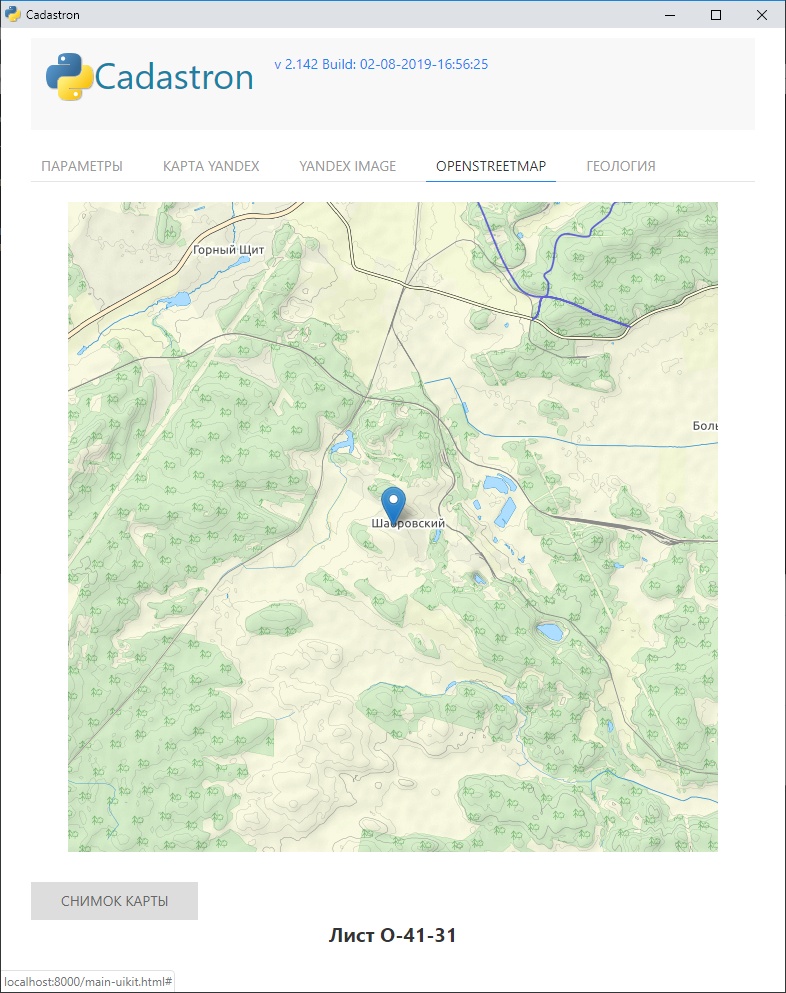 Cadastron
Cadastron
v 2.142 Build: 02-08-2019-16:56:25
ПАРАМЕТРЫ КАРТА YANDEX YANDEX IMAGE OPENSTREETMAP ГЕОЛОГИЯ
Горный Щит
Боль
Шабровский
СНИМОК КАРТЫ
Лист O-41-31
localhost:8000/main-uikit.html#